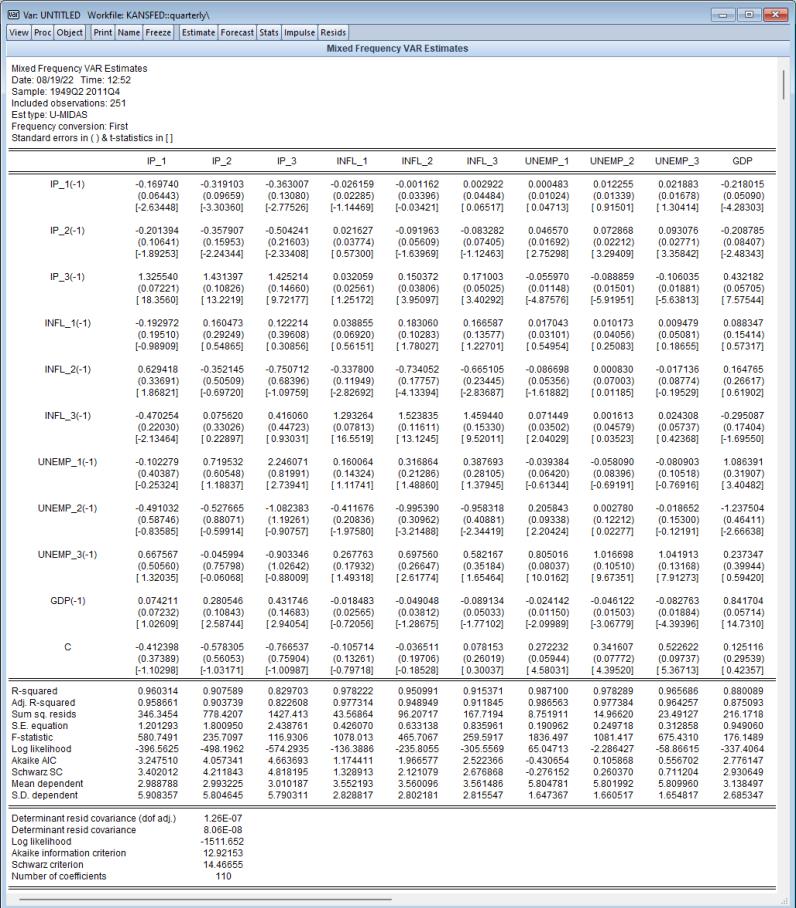 Var: UNTITLED Workfile: KANSFED::quarterly\
View Proc Object Print Name Freeze Estimate Forecast Stats Impulse Resids
Mixed Frequency VAR Estimates
Mixed Frequency VAR Estimates
Date: 08/19/22 Time: 12:52
Sample: 1949Q2 2011Q4
Included observations: 251
Est type: U-MIDAS
Frequency conversion: First
Standard errors in ( ) & t-statistics in [ ]
IP_1 IP_2 IP_3 INFL_1 INFL_2 INFL_3 UNEMP_1 UNEMP_2 UNEMP_3 GDP
IP_1(-1) -0.169740 -0.319103 -0.363007 -0.026159 -0.001162 0.002922 0.000483 0.012255 0.021883 -0.218015
(0.06443) (0.09659) (0.13080) (0.02285) (0.03396) (0.04484) (0.01024) (0.01339) (0.01678) (0.05090)
[-2.63448] [-3.30360] [-2.77526] [-1.14469] [-0.03421] [ 0.06517] [ 0.04713] [ 0.91501] [ 1.30414] [-4.28303]
IP_2(-1) -0.201394 -0.357907 -0.504241 0.021627 -0.091963 -0.083282 0.046570 0.072868 0.093076 -0.208785
(0.10641) (0.15953) (0.21603) (0.03774) (0.05609) (0.07405) (0.01692) (0.02212) (0.02771) (0.08407)
[-1.89253] [-2.24344] [-2.33408] [ 0.57300] [-1.63969] [-1.12463] [ 2.75298] [ 3.29409] [ 3.35842] [-2.48343]
IP_3(-1) 1.325540 1.431397 1.425214 0.032059 0.150372 0.171003 -0.055970 -0.088859 -0.106035 0.432182
(0.07221) (0.10826) (0.14660) (0.02561) (0.03806) (0.05025) (0.01148) (0.01501) (0.01881) (0.05705)
[ 18.3560] [ 13.2219] [ 9.72177] [ 1.25172] [ 3.95097] [ 3.40292] [-4.87576] [-5.91951] [-5.63813] [ 7.57544]
INFL_1(-1) -0.192972 0.160473 0.122214 0.038855 0.183060 0.166587 0.017043 0.010173 0.009479 0.088347
(0.19510) (0.29249) (0.39608) (0.06920) (0.10283) (0.13577) (0.03101) (0.04056) (0.05081) (0.15414)
[-0.98909] [ 0.54865] [ 0.30856] [ 0.56151] [ 1.78027] [ 1.22701] [ 0.54954] [ 0.25083] [ 0.18655] [ 0.57317]
INFL_2(-1) 0.629418 -0.352145 -0.750712 -0.337800 -0.734052 -0.665105 -0.086698 0.000830 -0.017136 0.164765
(0.33691) (0.50509) (0.68396) (0.11949) (0.17757) (0.23445) (0.05356) (0.07003) (0.08774) (0.26617)
[ 1.86821] [-0.69720] [-1.09759] [-2.82692] [-4.13394] [-2.83687] [-1.61882] [ 0.01185] [-0.19529] [ 0.61902]
INFL_3(-1) -0.470254 0.075620 0.416060 1.293264 1.523835 1.459440 0.071449 0.001613 0.024308 -0.295087
(0.22030) (0.33026) (0.44723) (0.07813) (0.11611) (0.15330) (0.03502) (0.04579) (0.05737) (0.17404)
[-2.13464] [ 0.22897] [ 0.93031] [ 16.5519] [ 13.1245] [ 9.52011] [ 2.04029] [ 0.03523] [ 0.42368] [-1.69550]
UNEMP_1(-1) -0.102279 0.719532 2.246071 0.160064 0.316864 0.387693 -0.039384 -0.058090 -0.080903 1.086391
(0.40387) (0.60548) (0.81991) (0.14324) (0.21286) (0.28105) (0.06420) (0.08396) (0.10518) (0.31907)
[-0.25324] [ 1.18837] [ 2.73941] [ 1.11741] [ 1.48860] [ 1.37945] [-0.61344] [-0.69191] [-0.76916] [ 3.40482]
UNEMP_2(-1) -0.491032 -0.527665 -1.082383 -0.411676 -0.995390 -0.958318 0.205843 0.002780 -0.018652 -1.237504
(0.58746) (0.88071) (1.19261) (0.20836) (0.30962) (0.40881) (0.09338) (0.12212) (0.15300) (0.46411)
[-0.83585] [-0.59914] [-0.90757] [-1.97580] [-3.21488] [-2.34419] [ 2.20424] [ 0.02277] [-0.12191] [-2.66638]
UNEMP_3(-1) 0.667567 -0.045994 -0.903346 0.267763 0.697560 0.582167 0.805016 1.016698 1.041913 0.237347
(0.50560) (0.75798) (1.02642) (0.17932) (0.26647) (0.35184) (0.08037) (0.10510) (0.13168) (0.39944)
[ 1.32035] [-0.06068] [-0.88009] [ 1.49318] [ 2.61774] [ 1.65464] [ 10.0162] [ 9.67351] [ 7.91273] [ 0.59420]
GDP(-1) 0.074211 0.280546 0.431746 -0.018483 -0.049048 -0.089134 -0.024142 -0.046122 -0.082763 0.841704
(0.07232) (0.10843) (0.14683) (0.02565) (0.03812) (0.05033) (0.01150) (0.01503) (0.01884) (0.05714)
[ 1.02609] [ 2.58744] [ 2.94054] [-0.72056] [-1.28675] [-1.77102] [-2.09989] [-3.06779] [-4.39396] [ 14.7310]
C -0.412398 -0.578305 -0.766537 -0.105714 -0.036511 0.078153 0.272232 0.341607 0.522622 0.125116
(0.37389) (0.56053) (0.75904) (0.13261) (0.19706) (0.26019) (0.05944) (0.07772) (0.09737) (0.29539)
[-1.10298] [-1.03171] [-1.00987] [-0.79718] [-0.18528] [ 0.30037] [ 4.58031] [ 4.39520] [ 5.36713] [ 0.42357]
R-squared 0.960314 0.907589 0.829703 0.978222 0.950991 0.915371 0.987100 0.978289 0.965686 0.880089
Adj. R-squared 0.958661 0.903739 0.822608 0.977314 0.948949 0.911845 0.986563 0.977384 0.964257 0.875093
Sum sq. resids 346.3454 778.4207 1427.413 43.56864 96.20717 167.7194 8.751911 14.96620 23.49127 216.1718
S.E. equation 1.201293 1.800950 2.438761 0.426070 0.633138 0.835961 0.190962 0.249718 0.312858 0.949060
F-statistic 580.7491 235.7097 116.9306 1078.013 465.7067 259.5917 1836.497 1081.417 675.4310 176.1489
Log likelihood -396.5625 -498.1962 -574.2935 -136.3886 -235.8055 -305.5569 65.04713 -2.286427 -58.86615 -337.4064
Akaike AIC 3.247510 4.057341 4.663693 1.174411 1.966577 2.522366 -0.430654 0.105868 0.556702 2.776147
Schwarz SC 3.402012 4.211843 4.818195 1.328913 2.121079 2.676868 -0.276152 0.260370 0.711204 2.930649
Mean dependent 2.988788 2.993225 3.010187 3.552193 3.560096 3.561486 5.804781 5.801992 5.809960 3.138497
S.D. dependent 5.908357 5.804645 5.790311 2.828817 2.802181 2.815547 1.647367 1.660517 1.654817 2.685347
Determinant resid covariance (dof adj.) 1.26E-07
Determinant resid covariance 8.06E-08
Log likelihood -1511.652
Akaike information criterion 12.92153
Schwarz criterion 14.46655
Number of coefficients 110